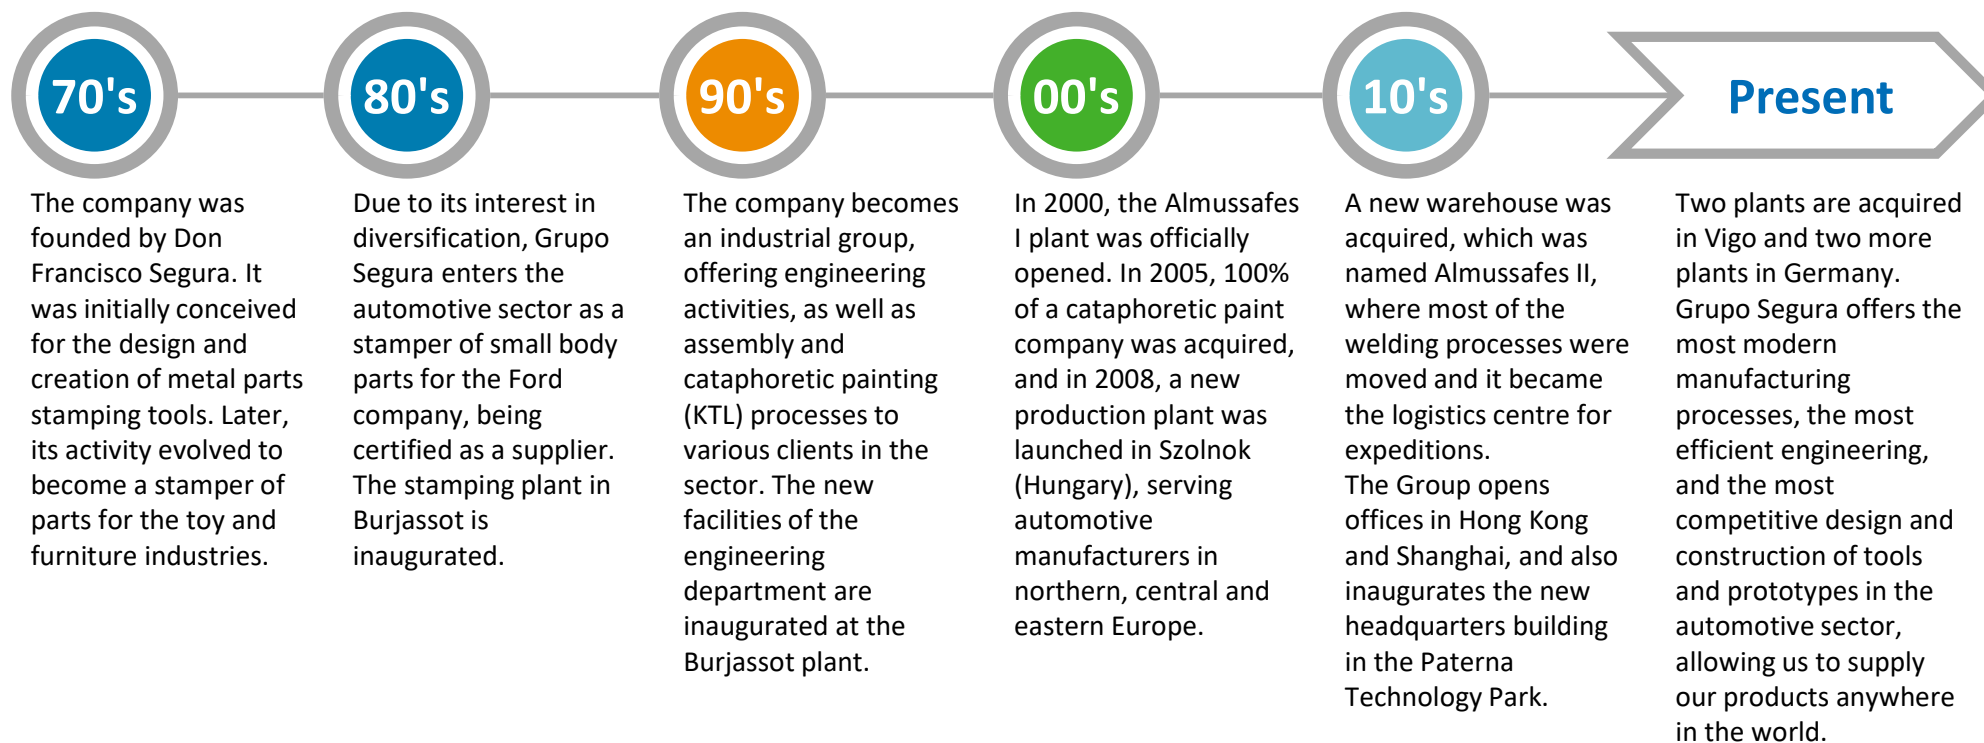 70's
The company was
founded by Don
Francisco Segura. It
was initially conceived
for the design and
creation of metal parts
stamping tools. Later,
its activity evolved to
become a stamper of
parts for the toy and
furniture industries.
80's
Due to its interest in
diversification, Grupo
Segura enters the
automotive sector as a
stamper of small body
parts for the Ford
company, being
certified as a supplier.
The stamping plant in
Burjassot is
inaugurated.
90's
The company becomes
an industrial group,
offering engineering
activities, as well as
assembly and
cataphoretic painting
(KTL) processes to
various clients in the
sector. The new
facilities of the
engineering
department are
inaugurated at the
Burjassot plant.
00's
In 2000, the Almussafes
I plant was officially
opened. In 2005, 100%
of a cataphoretic paint
company was acquired,
and in 2008, a new
production plant was
launched in Szolnok
(Hungary), serving
automotive
manufacturers in
northern, central and
eastern Europe.
10's
A new warehouse was
acquired, which was
named Almussafes II,
where most of the
welding processes were
moved and it became
the logistics centre for
expeditions.
The Group opens
offices in Hong Kong
and Shanghai, and also
inaugurates the new
headquarters building
in the Paterna
Technology Park.
Present
Two plants are acquired
in Vigo and two more
plants in Germany.
Grupo Segura offers the
most modern
manufacturing
processes, the most
efficient engineering,
and the most
competitive design and
construction of tools
and prototypes in the
automotive sector,
allowing us to supply
our products anywhere
in the world.